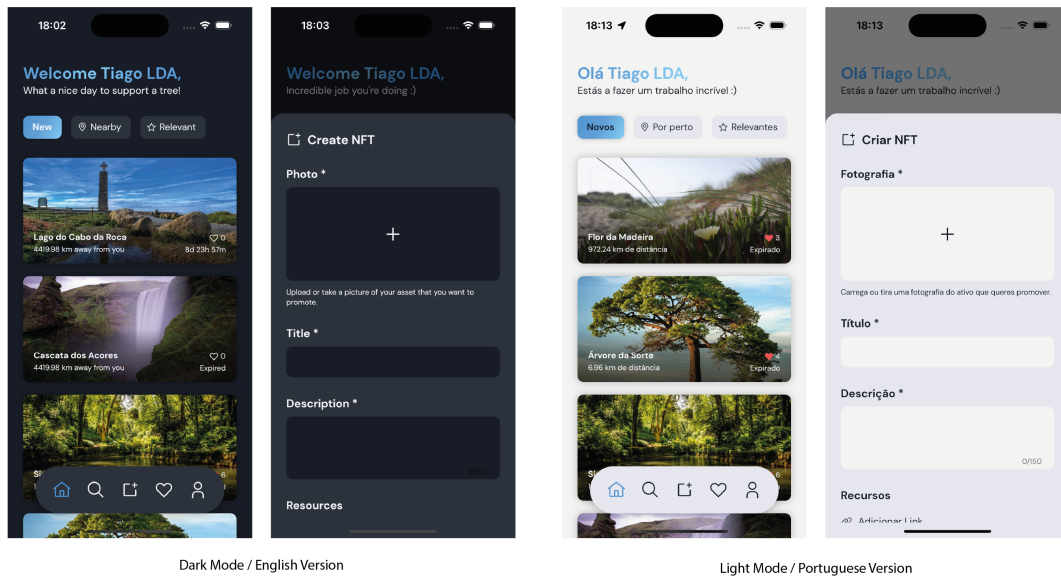 18:02
Welcome Tiago LDA,
What a nice day to support a tree!
New
Nearby
Relevant
Lago do Cabo da Roca
0
4419.98 km away from you
8d 23h 57m
Cascata dos Acores
0
4419.98 km away from you
Expired
6
18:03
Welcome Tiago LDA,
Incredible job you're doing :)
Create NFT
Photo *
Upload or take a picture of your asset that you want to
promote.
Title *
Description *
Resources
Dark Mode / English Version
18:13
Olá Tiago LDA,
Estás a fazer um trabalho incrível :)
Novos
Por perto
Relevantes
Flor da Madeira
3
972.24 km de distância
Expirado
Árvore da Sorte
4
6.96 km de distância
Expirado
6
18:13
Olá Tiago LDA,
Estás a fazer um trabalho incrível :)
Criar NFT
Fotografia *
Carrega ou tira uma fotografia do ativo que queres promover.
Título *
Descrição *
0/150
Recursos
Adicionar Link
Light Mode / Portuguese Version